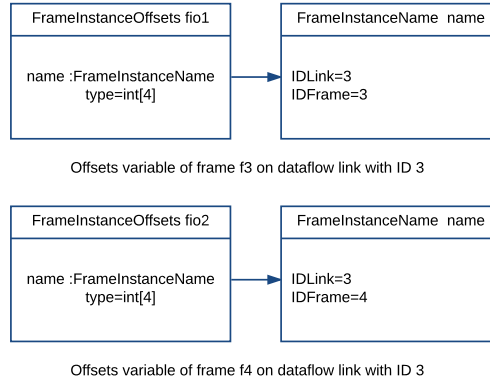 FrameInstanceOffsets fio1
FrameInstanceName name
name :FrameInstanceName
type=int[4]
IDLink=3
IDFrame=3
Offsets variable of frame f3 on dataflow link with ID 3
FrameInstanceOffsets fio2
FrameInstanceName name
name :FrameInstanceName
type=int[4]
IDLink=3
IDFrame=4
Offsets variable of frame f4 on dataflow link with ID 3